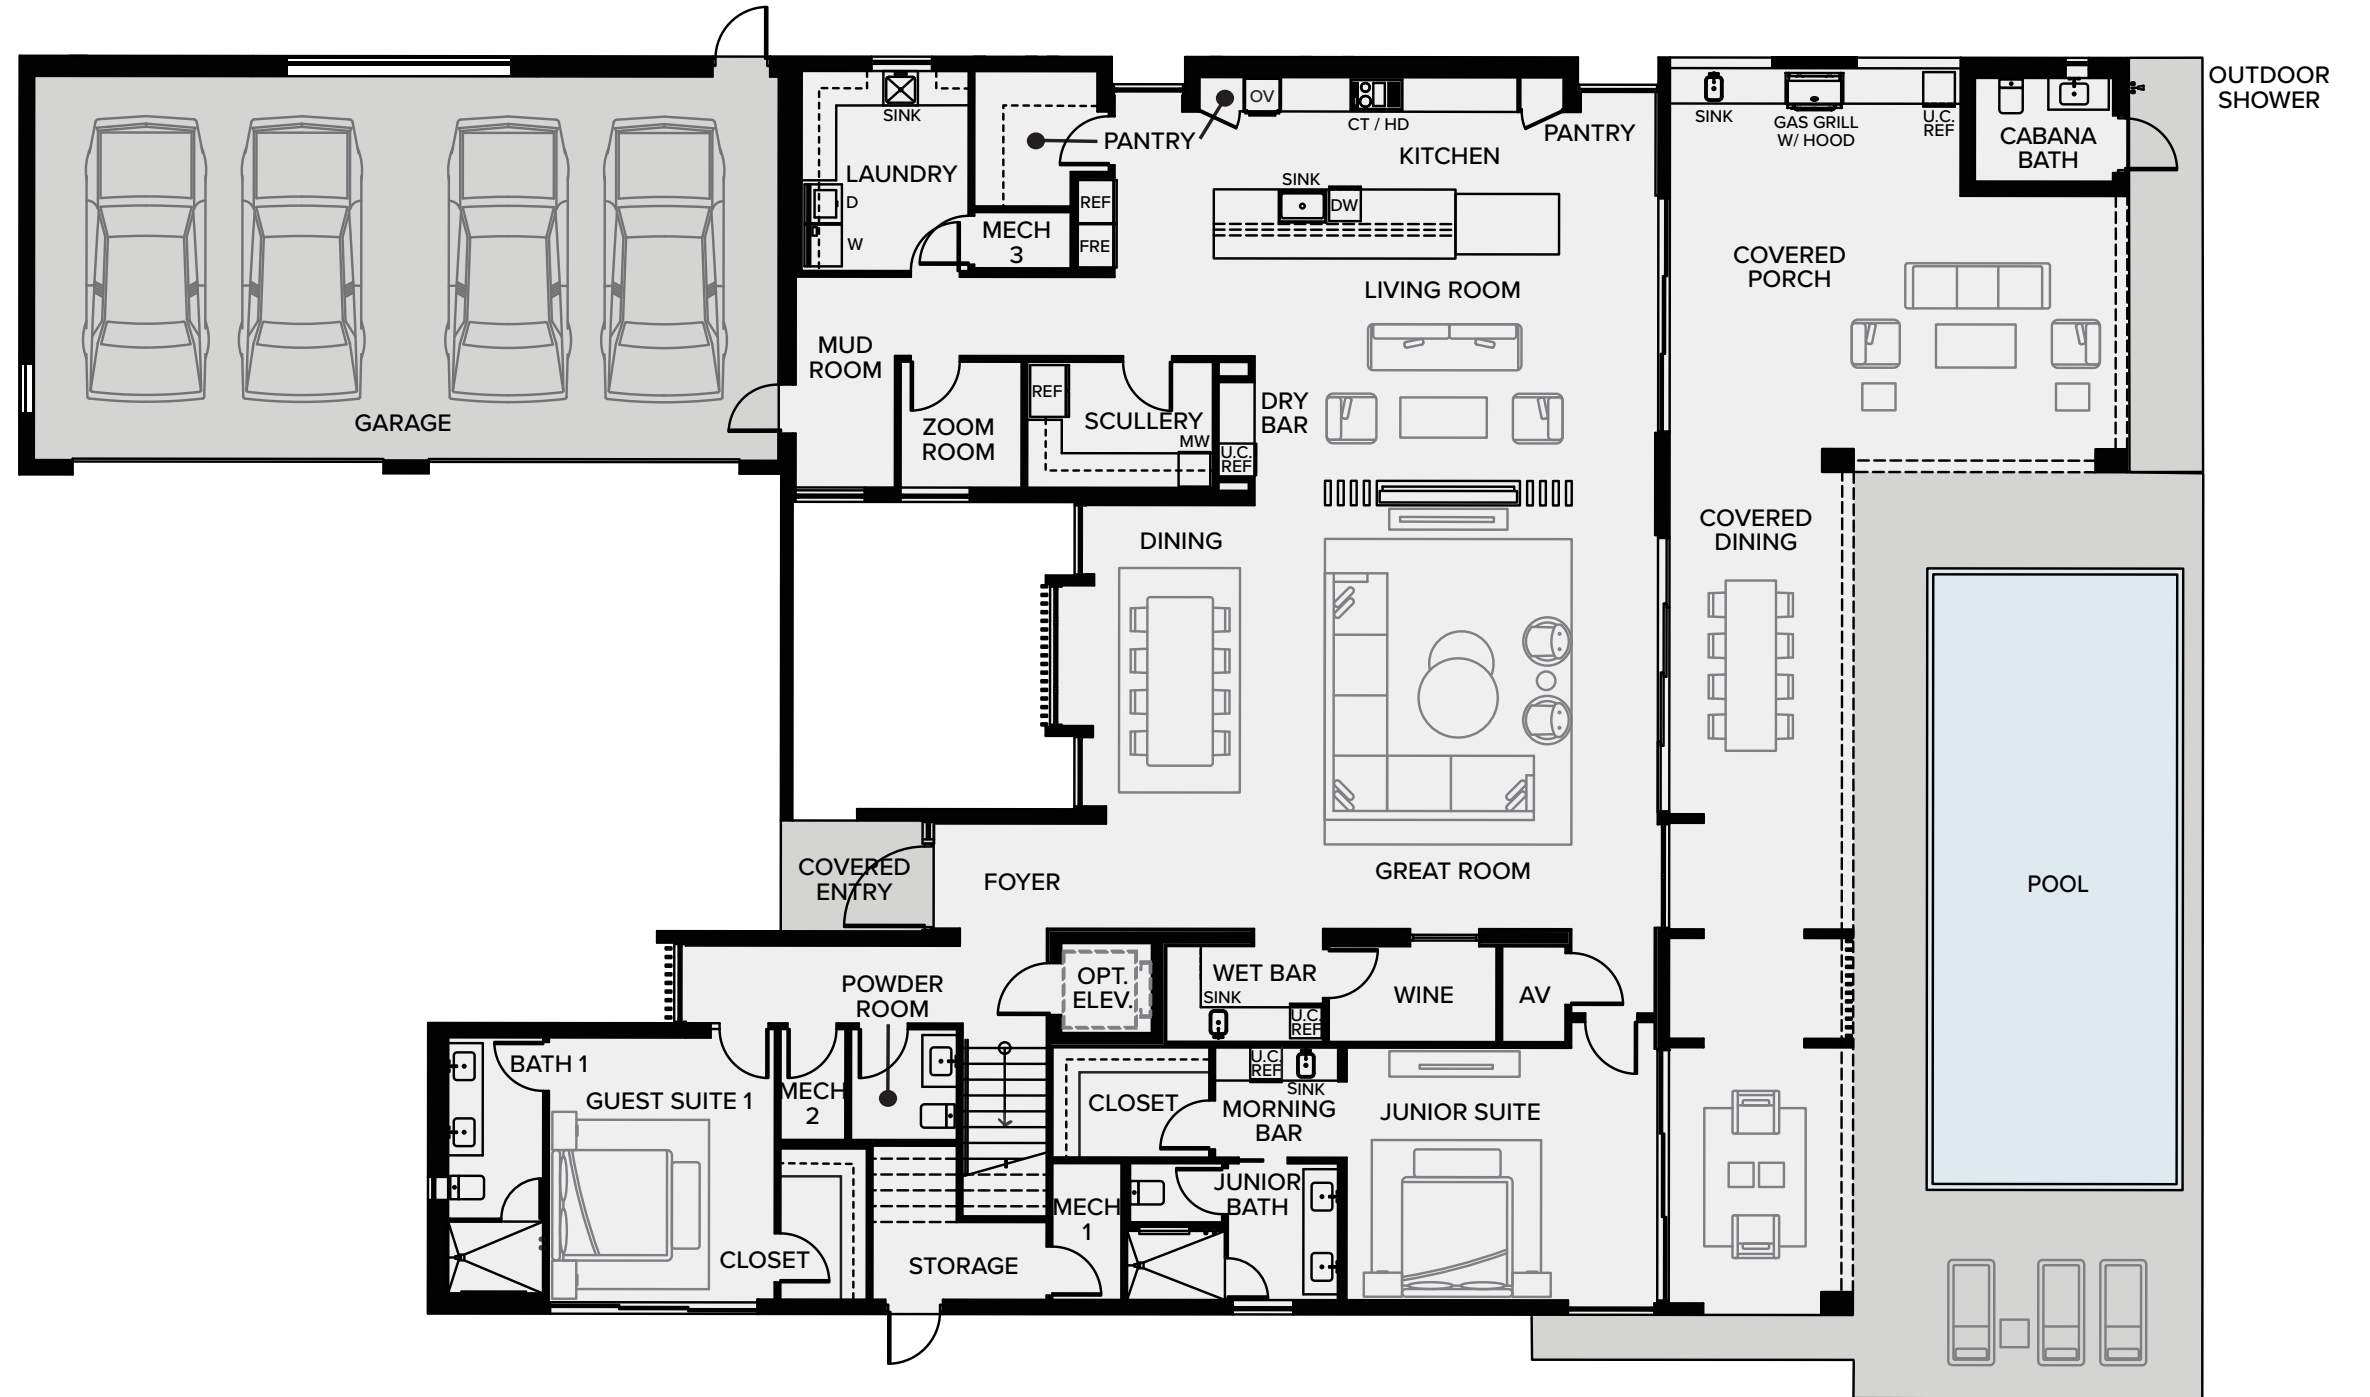 OUTDOOR
SHOWER
OV
CT / HD
SINK
PANTRY
PANTRY
KITCHEN
SINK
GAS GRILL
W/ HOOD
U.C.
REF
CABANA
BATH
LAUNDRY
SINK
DW
D
W
REF
FRE
MECH
3
COVERED
PORCH
LIVING ROOM
MUD
ROOM
GARAGE
ZOOM
ROOM
REF
SCULLERY
MW
DRY
BAR
U.C.
REF
DINING
COVERED
DINING
COVERED
ENTRY
FOYER
GREAT ROOM
POOL
POWDER
ROOM
OPT.
ELEV.
WET BAR
SINK
U.C.
REF
WINE
AV
BATH 1
GUEST SUITE 1
MECH
2
CLOSET
U.C.
REF
SINK
MORNING
BAR
JUNIOR SUITE
JUNIOR
BATH
MECH
1
CLOSET
STORAGE